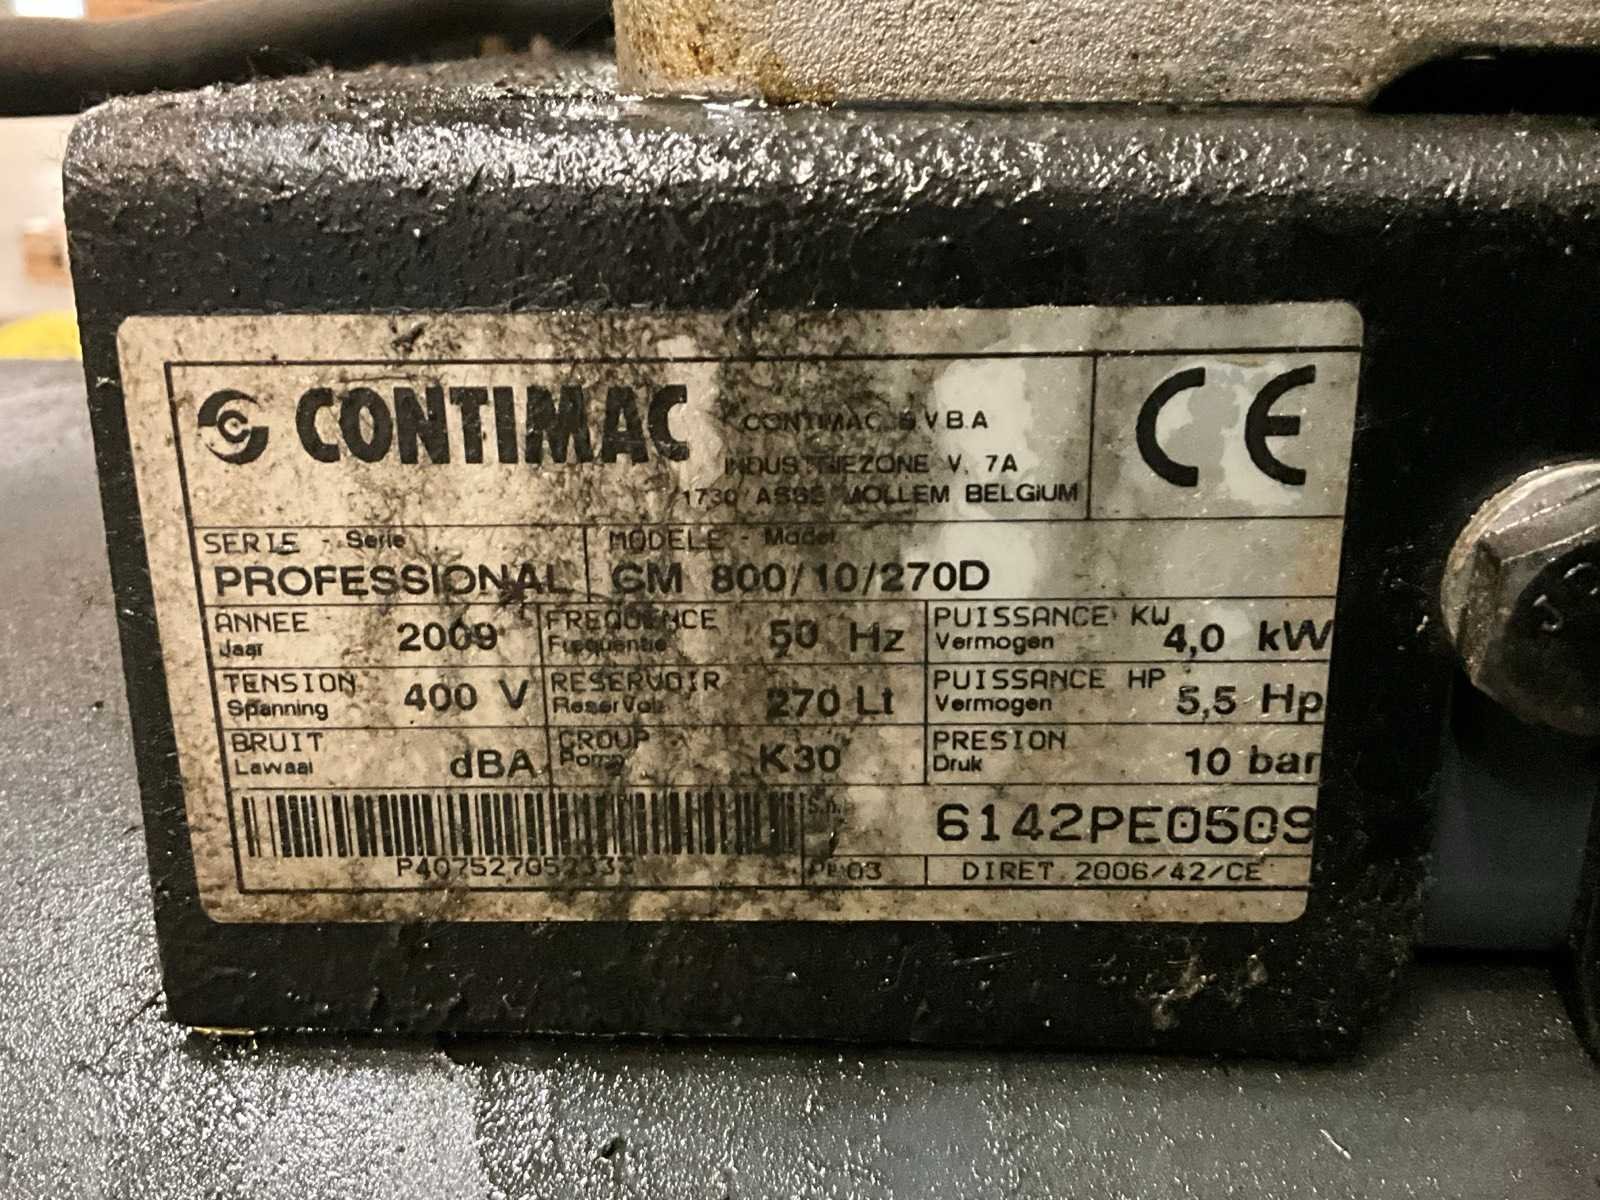 CONTIMAC
CONTIMAC B.V.B.A
INDUSTRIEZONE V. 7A
1730 ASSE MOLLEM BELGIUM
CE
SERIE - Serie
MODELE - Model
PROFESSIONAL
GM 800/10/270D
ANNEE
Jaar
2009
FREQUENCE
Frequentie
50 Hz
PUISSANCE KW
Vermogen
4,0 kW
TENSION
Spanning
400 V
RESERVOIR
Reservoir
270 Lt
PUISSANCE HP
Vermogen
5,5 Hp
BRUIT
Lawaai
dBA
GROUP
Pomp
K30
PRESION
Druk
10 bar
S.n.
6142PE0509
P407527052333
03
DIRET.2006/42/CE